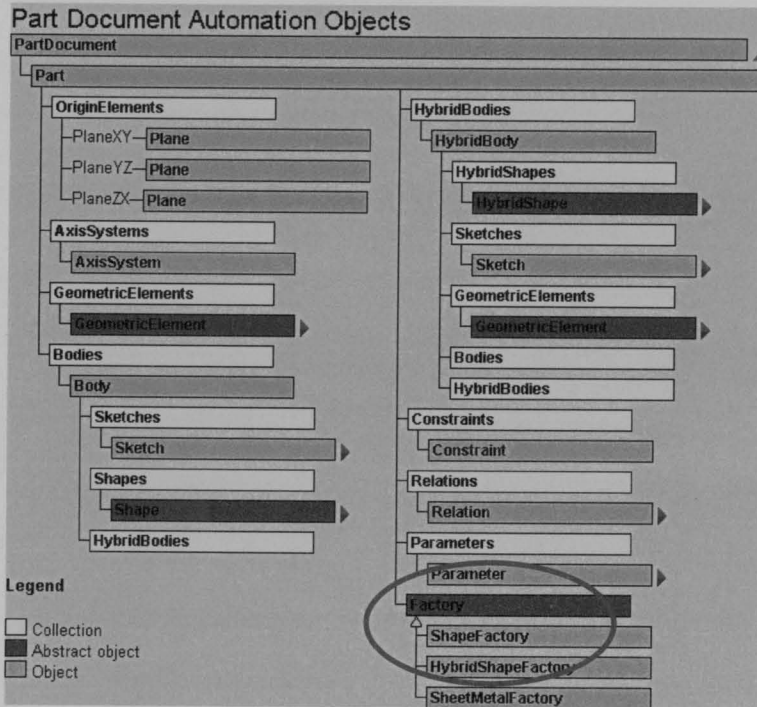 Part Document Automation Objects
PartDocument
Part
OriginElements
PlaneXY Plane
PlaneYZ Plane
PlaneZX Plane
AxisSystems
AxisSystem
GeometricElements
GeometricElement
Bodies
Body
Sketches
Sketch
Shapes
Shape
HybridBodies
HybridBodies
HybridBody
HybridShapes
HybridShape
Sketches
Sketch
GeometricElements
GeometricElement
Bodies
HybridBodies
Constraints
Constraint
Relations
Relation
Parameters
Parameter
Factory
ShapeFactory
HybridShapeFactory
SheetMetalFactory
Legend
Collection
Abstract object
Object